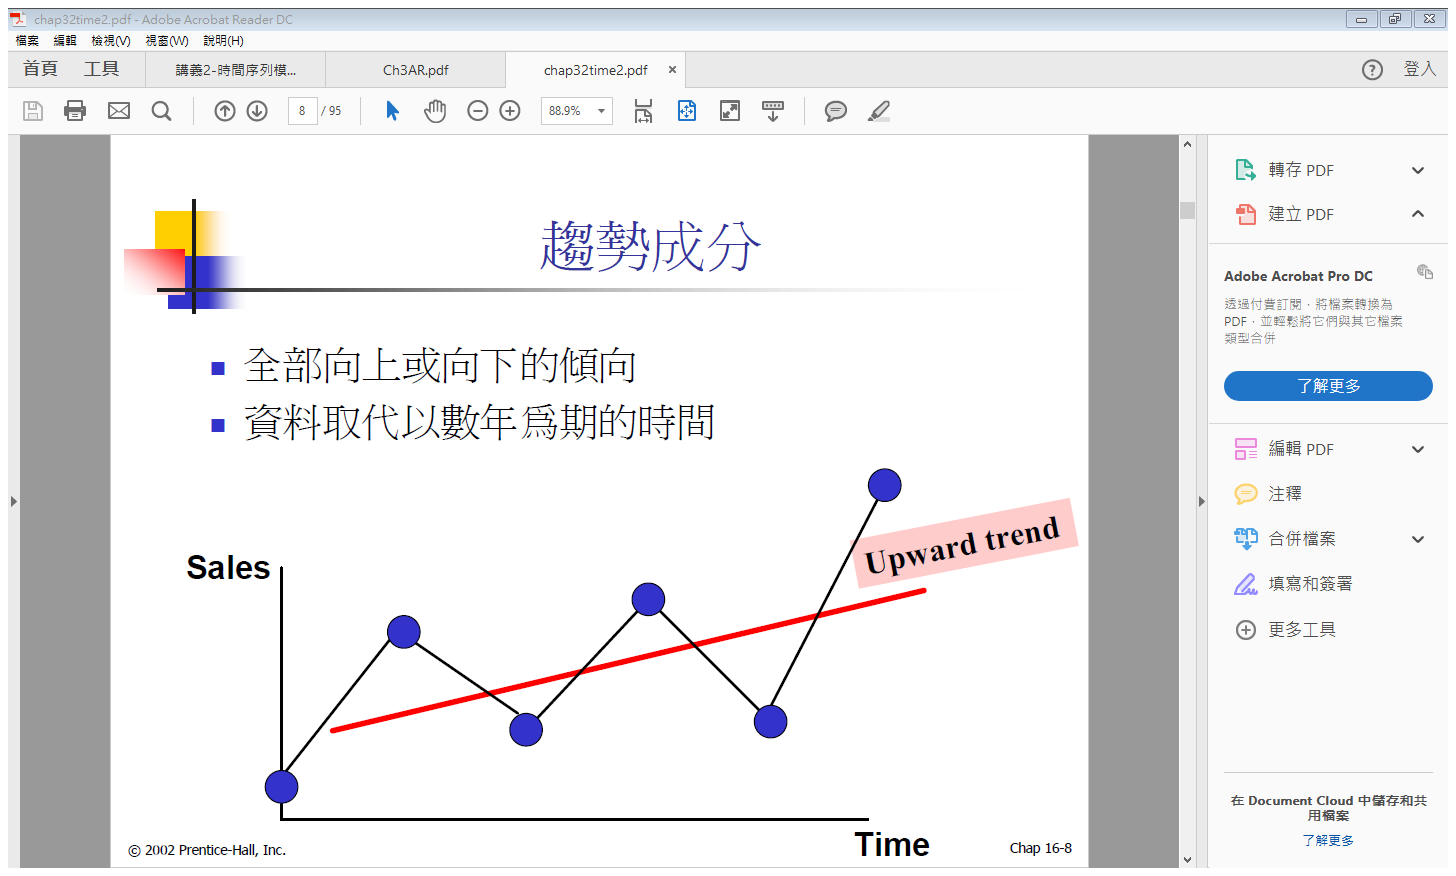 chap32time2.pdf - Adobe Acrobat Reader DC
檔案 編輯 檢視(V) 視窗(W) 說明(H)
首頁 工具 講義2-時間序列模... Ch3AR.pdf chap32time2.pdf × ? 登入
8 / 95 88.9%
趨勢成分
全部向上或向下的傾向
資料取代以數年為期的時間
Upward trend
Sales
Time
© 2002 Prentice-Hall, Inc.
Chap 16-8
轉存 PDF
建立 PDF
Adobe Acrobat Pro DC
透過付費訂閱，將檔案轉換為
PDF，並輕鬆將它們與其它檔案
類型合併
了解更多
編輯 PDF
注釋
合併檔案
填寫和簽署
更多工具
在 Document Cloud 中儲存和共
用檔案
了解更多